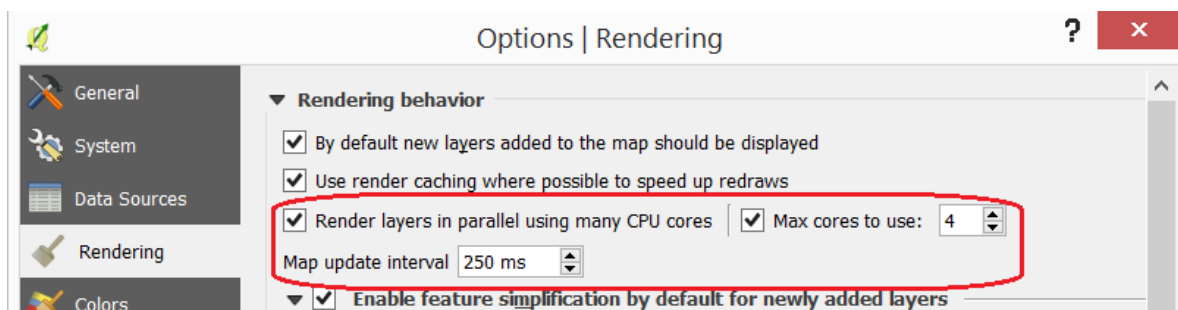 Options | Rendering
? ×
General
System
Data Sources
Rendering
Colors
Rendering behavior
By default new layers added to the map should be displayed
Use render caching where possible to speed up redraws
Render layers in parallel using many CPU cores Max cores to use: 4
Map update interval 250 ms
Enable feature simplification by default for newly added layers